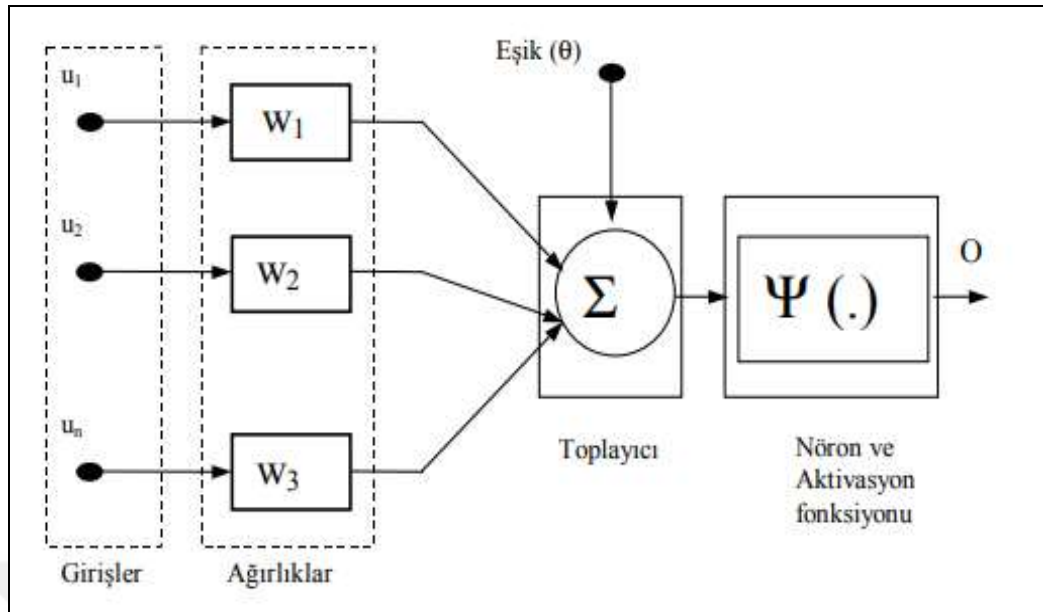 Eşik (θ)
u1
W1
u2
W2
Σ
Ψ (.)
O
un
W3
Toplayıcı
Nöron ve
Aktivasyon
fonksiyonu
Girişler
Ağırlıklar